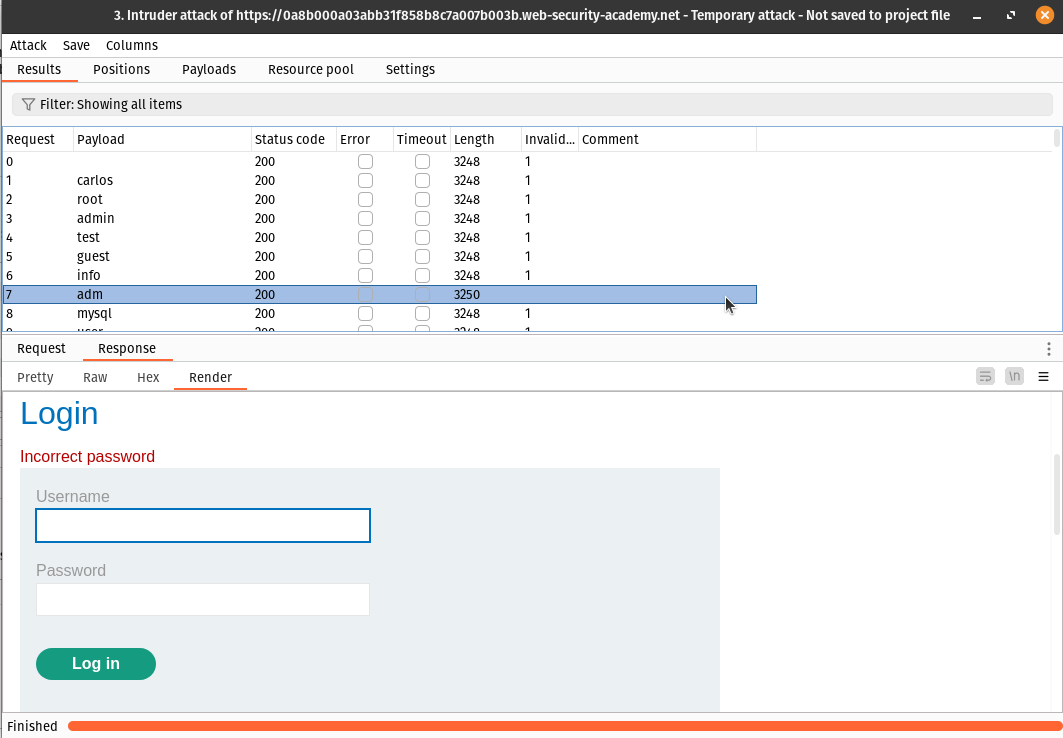 3. Intruder attack of https://0a8b000a03abb31f858b8c7a007b003b.web-security-academy.net - Temporary attack - Not saved to project file
Attack Save Columns
Results Positions Payloads Resource pool Settings
Filter: Showing all items
Request Payload Status code Error Timeout Length Invalid... Comment
0 200 3248 1
1 carlos 200 3248 1
2 root 200 3248 1
3 admin 200 3248 1
4 test 200 3248 1
5 guest 200 3248 1
6 info 200 3248 1
7 adm 200 3250
8 mysql 200 3248 1
9 user 200 3248 1
Request Response
Pretty Raw Hex Render
\n
Login
Incorrect password
Username
Password
Log in
Finished